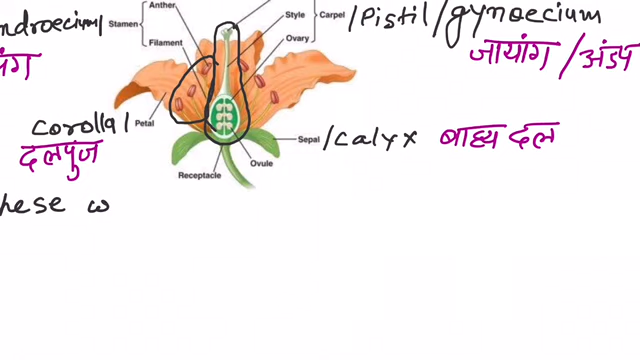 Anther
ndroecium/ Stamen
Style Carpel /Pistil/gynoecium
Filament
Ovary
जायांग /अंडप
corolla/ Petal
दलपुंज
Sepal /calyx बाह्य दल
Ovule
Receptacle
hese w